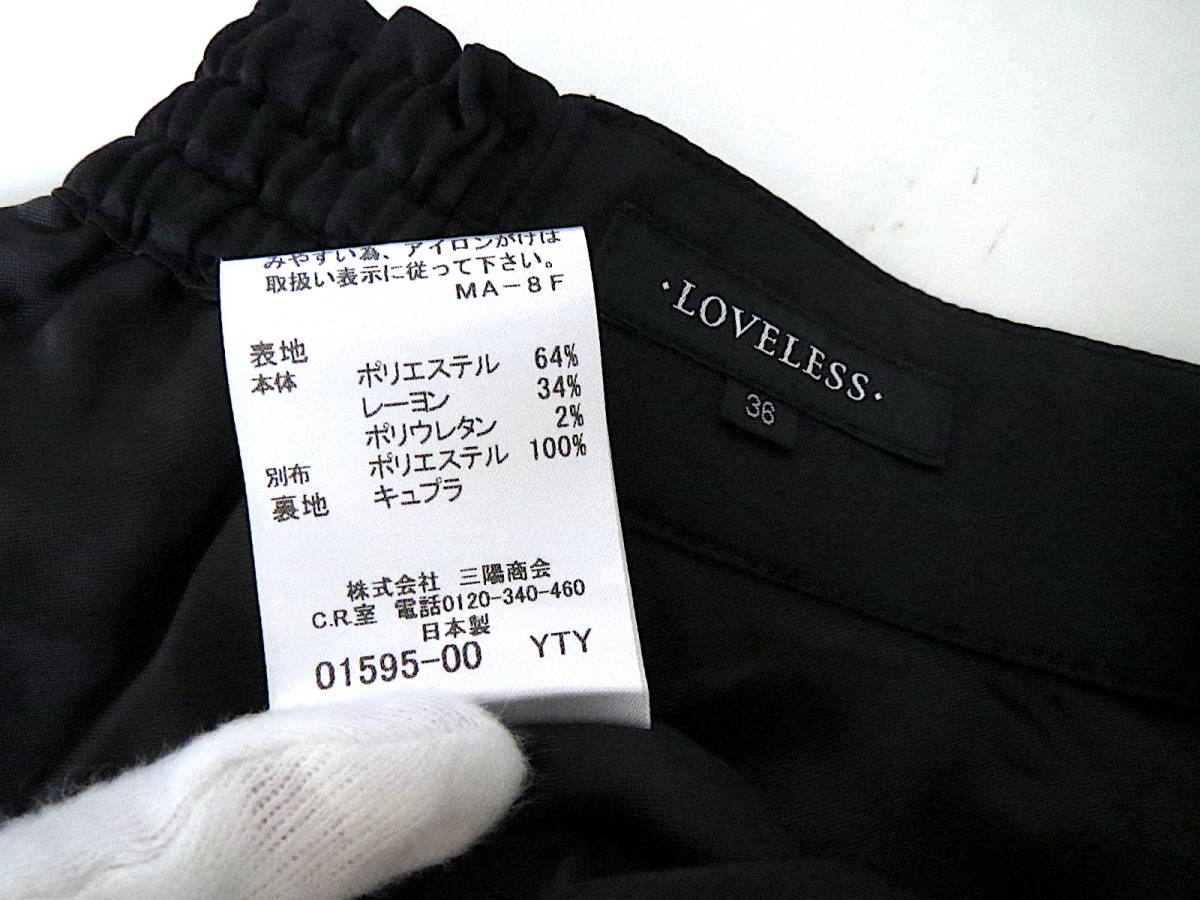 みやすい為、アイロンがけは
取扱い表示に従って下さい。
MA-8F
表地
本体 ポリエステル 64%
レーヨン 34%
ポリウレタン 2%
別布 ポリエステル 100%
裏地 キュプラ
株式会社 三陽商会
C.R.室 電話0120-340-460
日本製
01595-00 YTY
·LOVELESS·
36